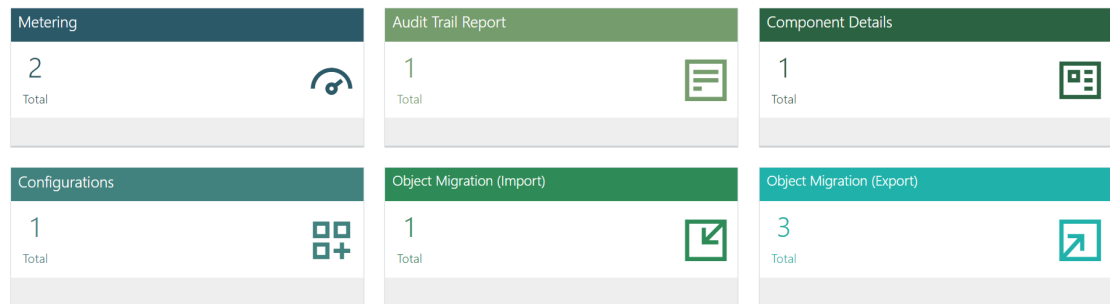 Metering
2
Total
Audit Trail Report
1
Total
Component Details
1
Total
Configurations
1
Total
Object Migration (Import)
1
Total
Object Migration (Export)
3
Total